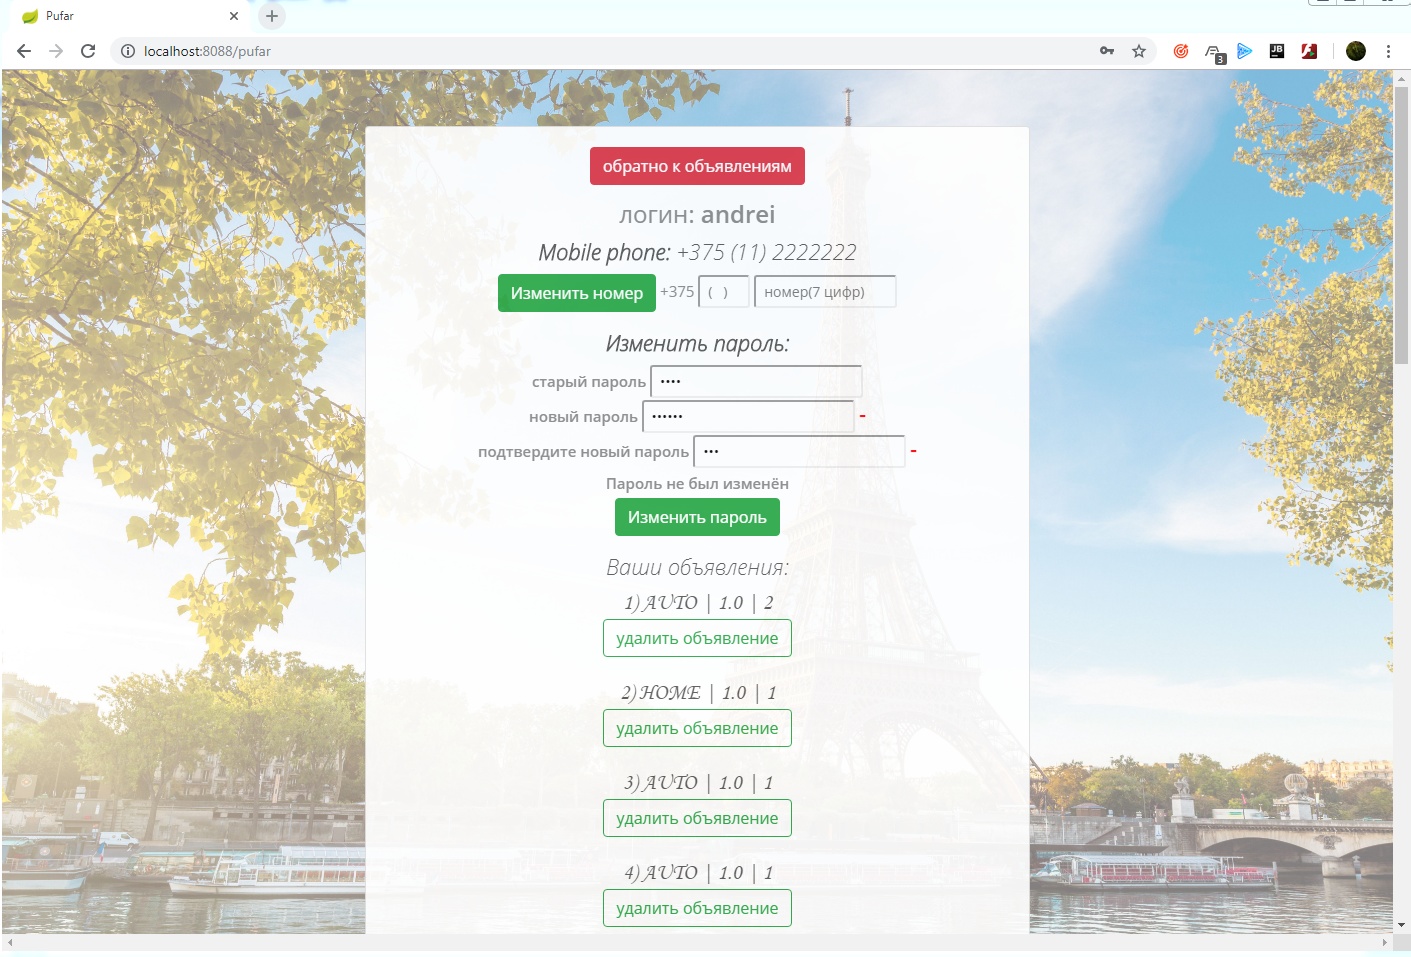 Pufar
localhost:8088/pufar
3
JB
обратно к объявлениям
логин: andrei
Mobile phone: +375 (11) 2222222
Изменить номер +375 ( ) номер(7 цифр)
Изменить пароль:
старый пароль ••••
новый пароль •••••• -
подтвердите новый пароль ••• -
Пароль не был изменён
Изменить пароль
Ваши объявления:
1) AUTO | 1.0 | 2
удалить объявление
2) HOME | 1.0 | 1
удалить объявление
3) AUTO | 1.0 | 1
удалить объявление
4) AUTO | 1.0 | 1
удалить объявление